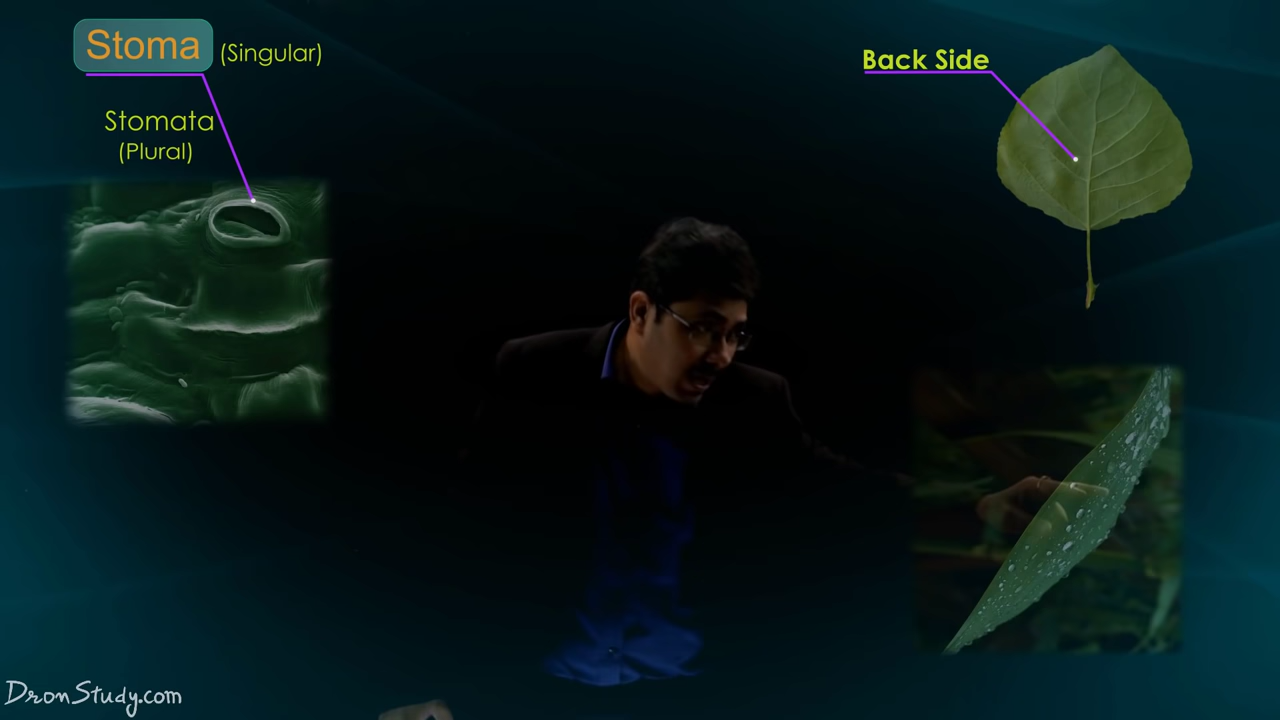 Stoma (Singular)
Stomata
(Plural)
Back Side
DronStudy.com